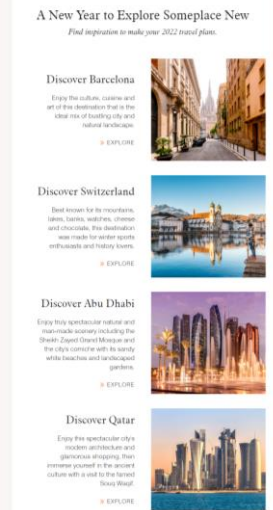 A New Year to Explore Someplace New
Find inspiration to make your 2022 travel plans.
Discover Barcelona
Enjoy the culture, cuisine and
art of this destination that is the
ideal mix of bustling city and
natural landscape.
» EXPLORE
Discover Switzerland
Best known for its mountains,
lakes, banks, watches, cheese
and chocolate, this destination
was made for winter sports
enthusiasts and history lovers.
» EXPLORE
Discover Abu Dhabi
Enjoy truly spectacular natural and
man-made scenery including the
Sheikh Zayed Grand Mosque and
the city's corniche with its sandy
white beaches and landscaped
gardens.
» EXPLORE
Discover Qatar
Enjoy this spectacular city's
modern architecture and
glamorous shopping, then
immerse yourself in the ancient
culture with a visit to the famed
Souq Waqif.
» EXPLORE